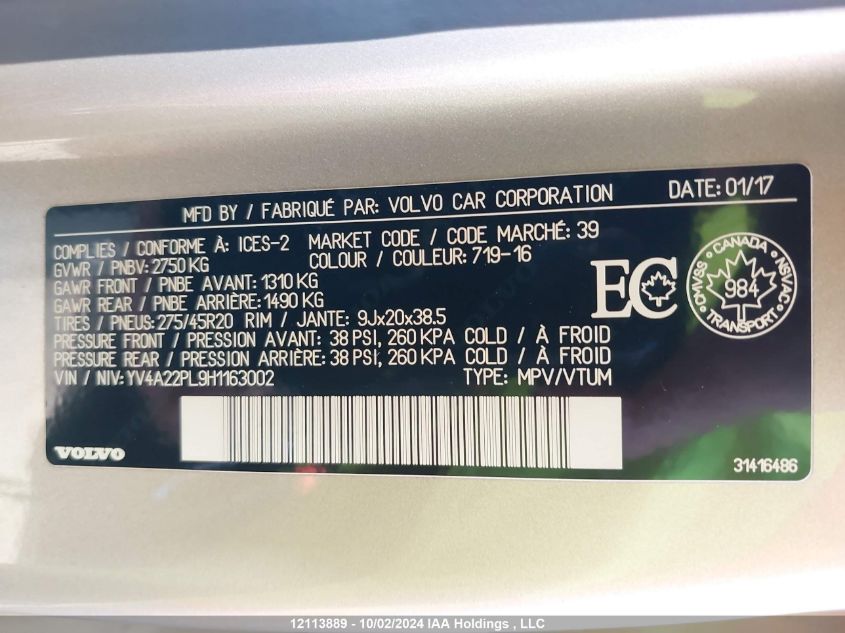 MFD BY / FABRIQUÉ PAR: VOLVO CAR CORPORATION DATE: 01/17
COMPLIES / CONFORME À: ICES-2 MARKET CODE / CODE MARCHÉ: 39
GVWR / PNBV: 2750 KG COLOUR / COULEUR: 719-16
GAWR FRONT / PNBE AVANT: 1310 KG
GAWR REAR / PNBE ARRIÈRE: 1490 KG
TIRES / PNEUS: 275/45R20 RIM / JANTE: 9Jx20x38.5
PRESSURE FRONT / PRESSION AVANT: 38 PSI, 260 KPA COLD / À FROID
PRESSURE REAR / PRESSION ARRIÈRE: 38 PSI, 260 KPA COLD / À FROID
VIN / NIV: YV4A22PL9H1163002 TYPE: MPV/VTUM
EC
CANADA
SSVMO 984 NSVAC
TRANSPORT
VOLVO
31416486
12113889 - 10/02/2024 IAA Holdings , LLC